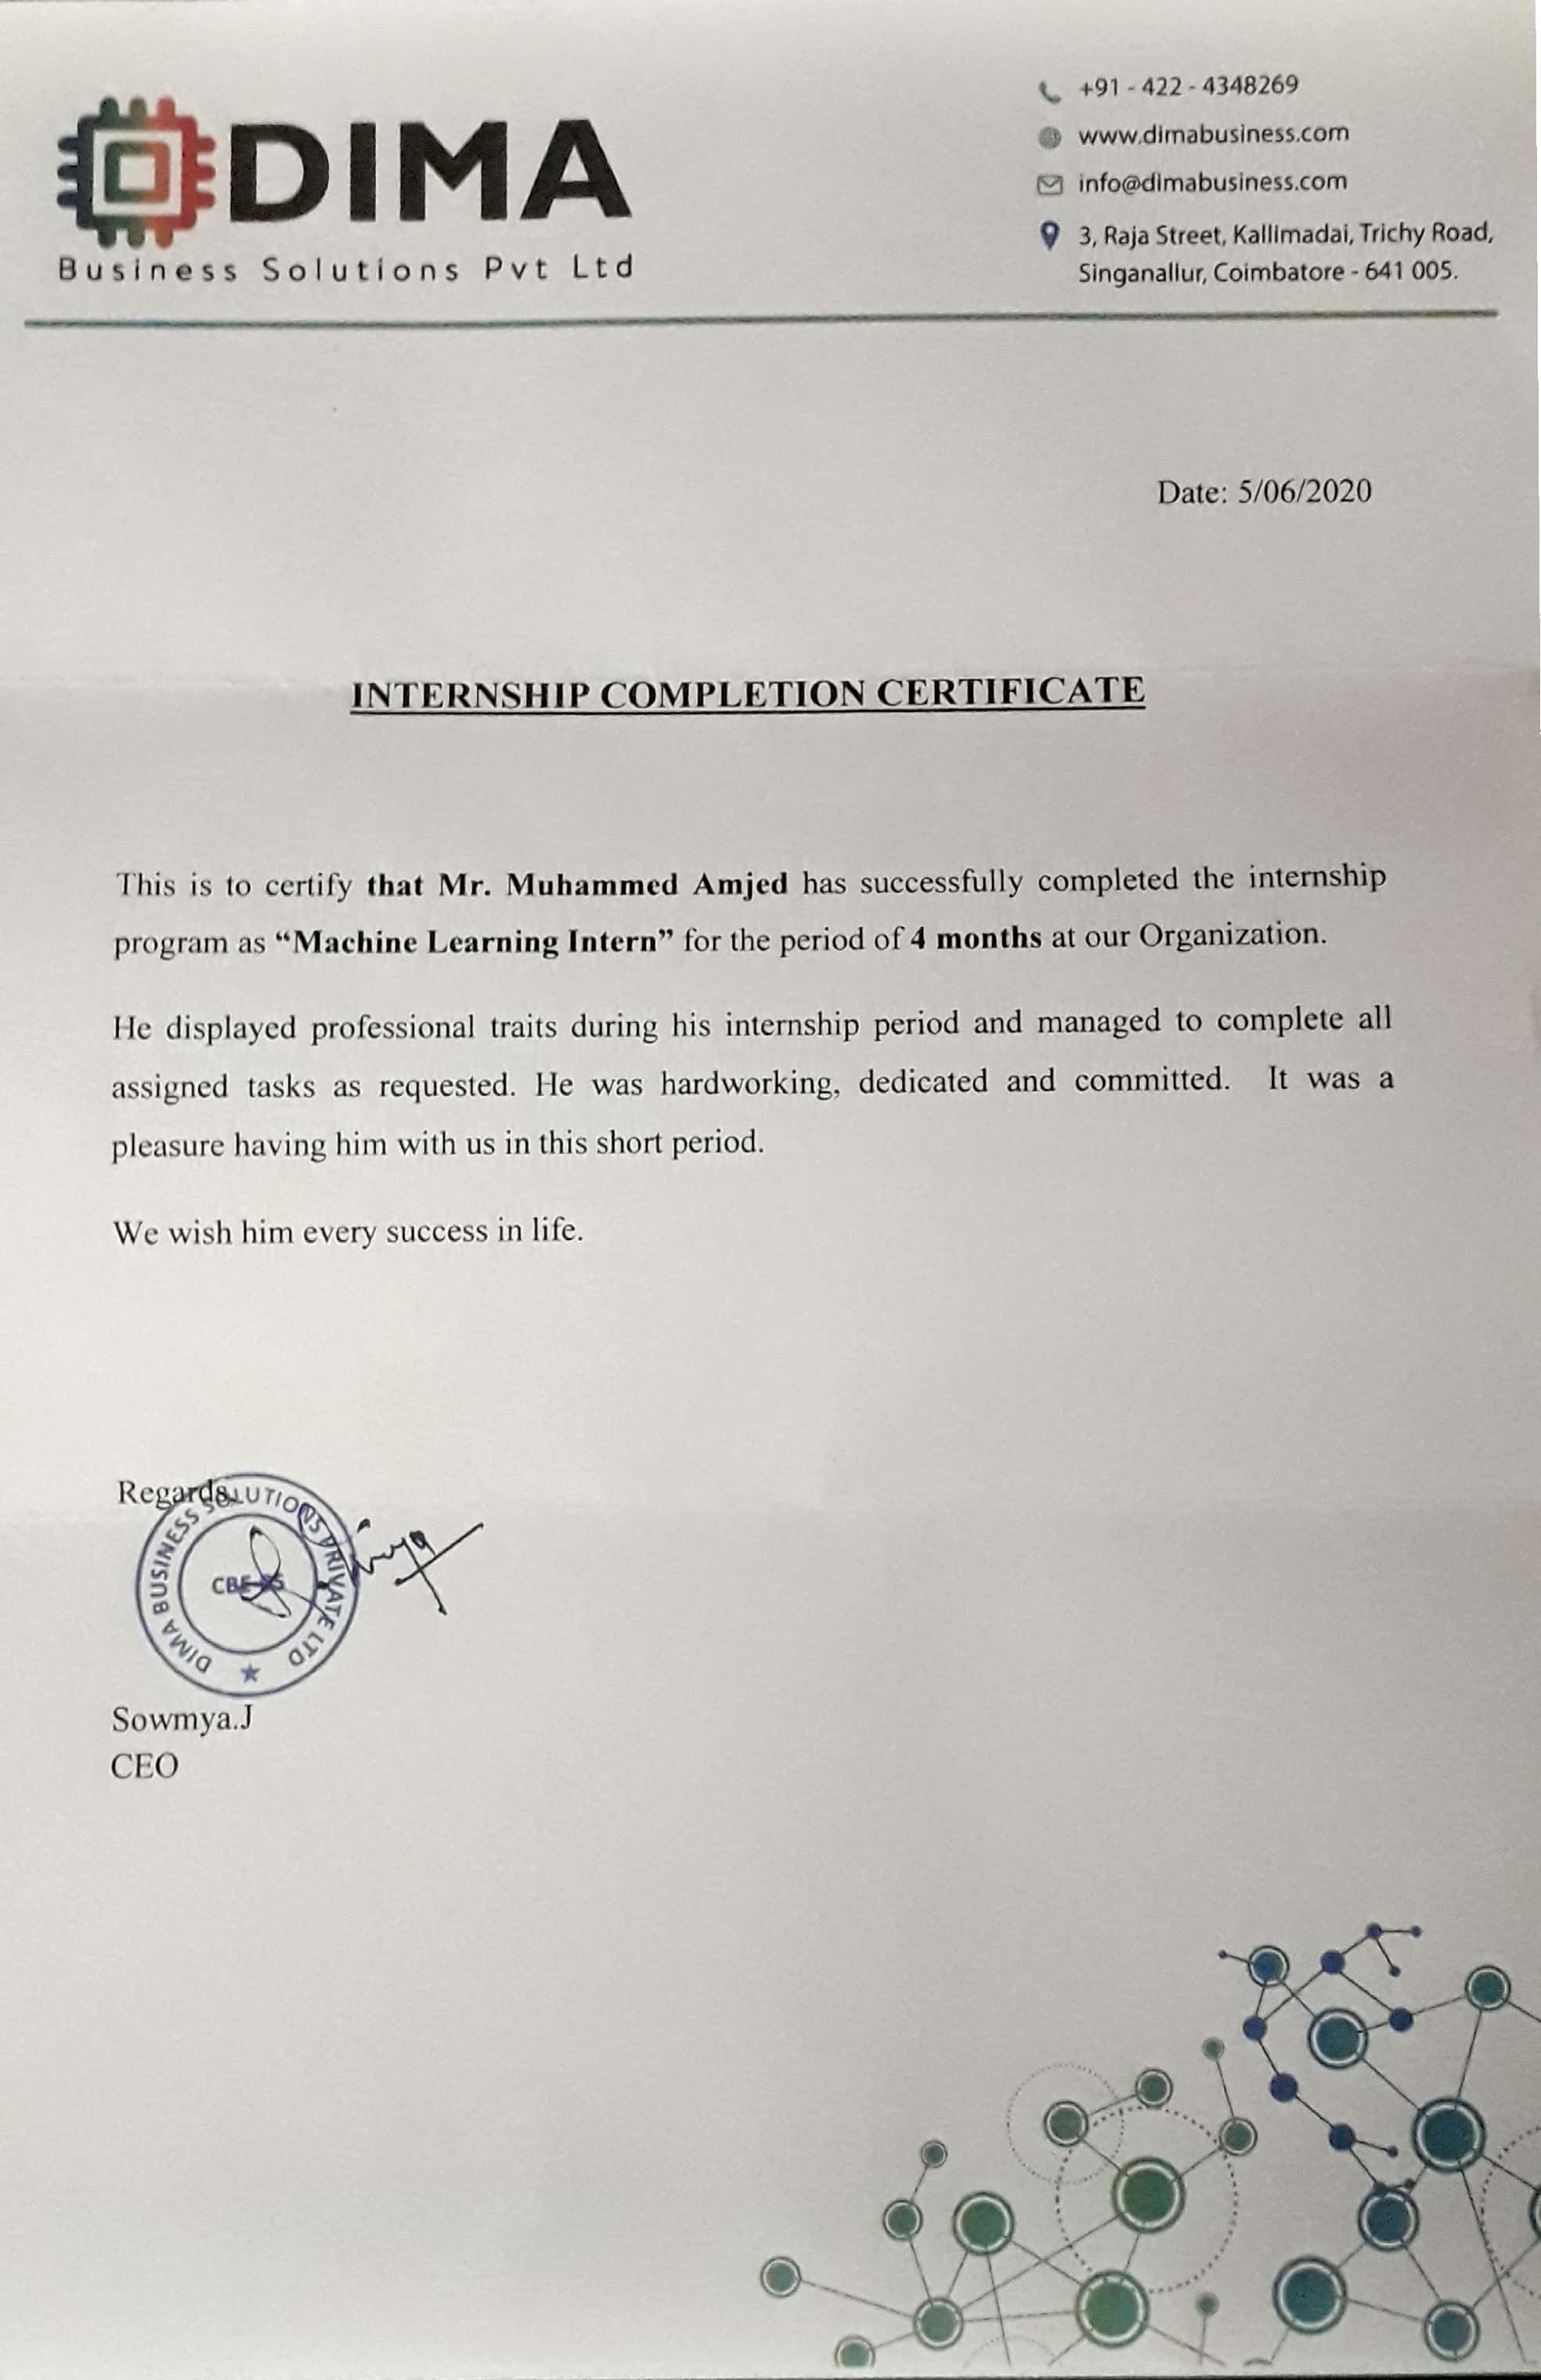 DIMA
Business Solutions Pvt Ltd
+91 - 422 - 4348269
www.dimabusiness.com
info@dimabusiness.com
3, Raja Street, Kallimadai, Trichy Road,
Singanallur, Coimbatore - 641 005.
Date: 5/06/2020
INTERNSHIP COMPLETION CERTIFICATE
This is to certify that Mr. Muhammed Amjed has successfully completed the internship
program as “Machine Learning Intern” for the period of 4 months at our Organization.
He displayed professional traits during his internship period and managed to complete all
assigned tasks as requested. He was hardworking, dedicated and committed. It was a
pleasure having him with us in this short period.
We wish him every success in life.
Regards,
DIMA BUSINESS SOLUTIONS PRIVATE LTD
Sowmya.J
CEO